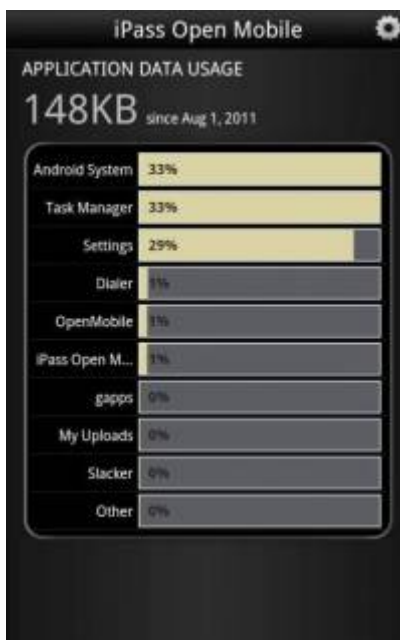 iPass Open Mobile
APPLICATION DATA USAGE
148KB since Aug 1, 2011
Android System 33%
Task Manager 33%
Settings 29%
Dialer 1%
OpenMobile 1%
iPass Open M... 1%
gapps 0%
My Uploads 0%
Slacker 0%
Other 0%